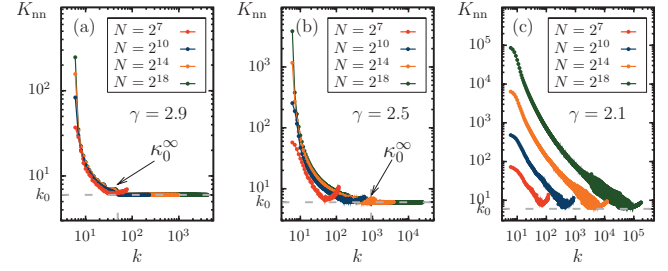 K_nn (a) N = 2^7
N = 2^10
N = 2^14
N = 2^18
γ = 2.9
κ_0^∞
10^2
10^1
k_0
10^1 10^3
k
K_nn (b) N = 2^7
N = 2^10
N = 2^14
N = 2^18
γ = 2.5
κ_0^∞
10^3
10^2
10^1
k_0
10^1 10^2 10^3 10^4
k
K_nn (c) N = 2^7
N = 2^10
N = 2^14
N = 2^18
γ = 2.1
10^5
10^4
10^3
10^2
10^1
k_0
10^1 10^2 10^3 10^4 10^5
k